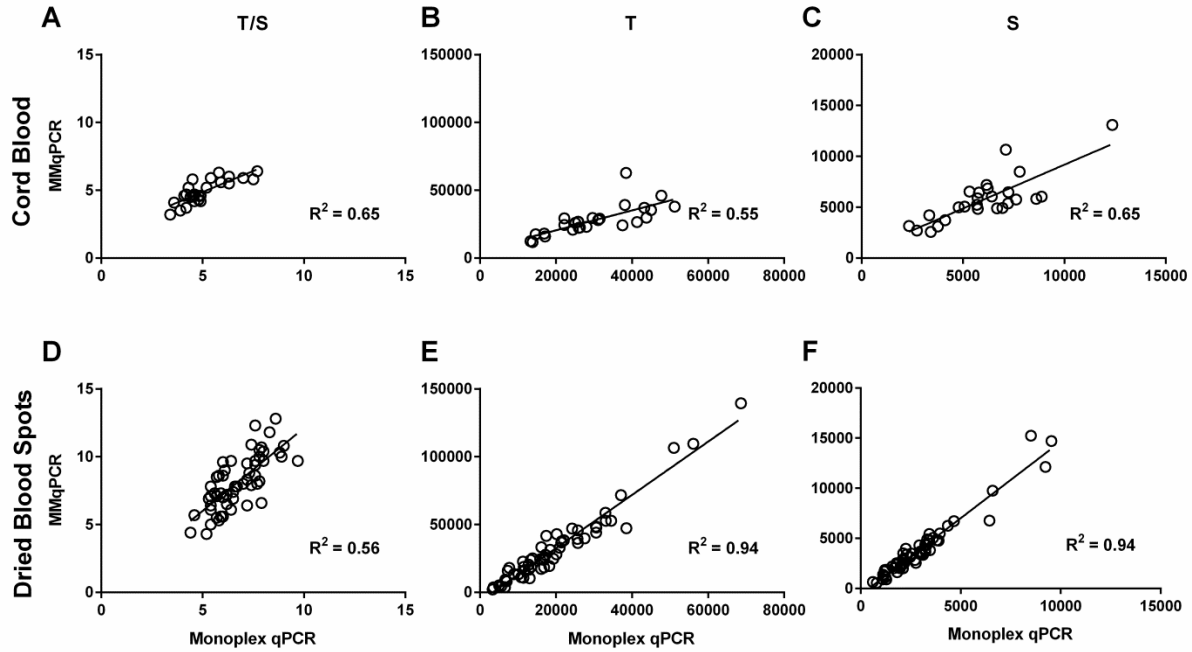 A T/S B T C S
Cord Blood
MMqPCR
15
10
5
0
R² = 0.65
0 5 10 15
150000
100000
50000
0
R² = 0.55
0 20000 40000 60000 80000
20000
15000
10000
5000
0
R² = 0.65
0 5000 10000 15000
D E F
Dried Blood Spots
MMqPCR
15
10
5
0
R² = 0.56
0 5 10 15
Monoplex qPCR
150000
100000
50000
0
R² = 0.94
0 20000 40000 60000 80000
Monoplex qPCR
20000
15000
10000
5000
0
R² = 0.94
0 5000 10000 15000
Monoplex qPCR